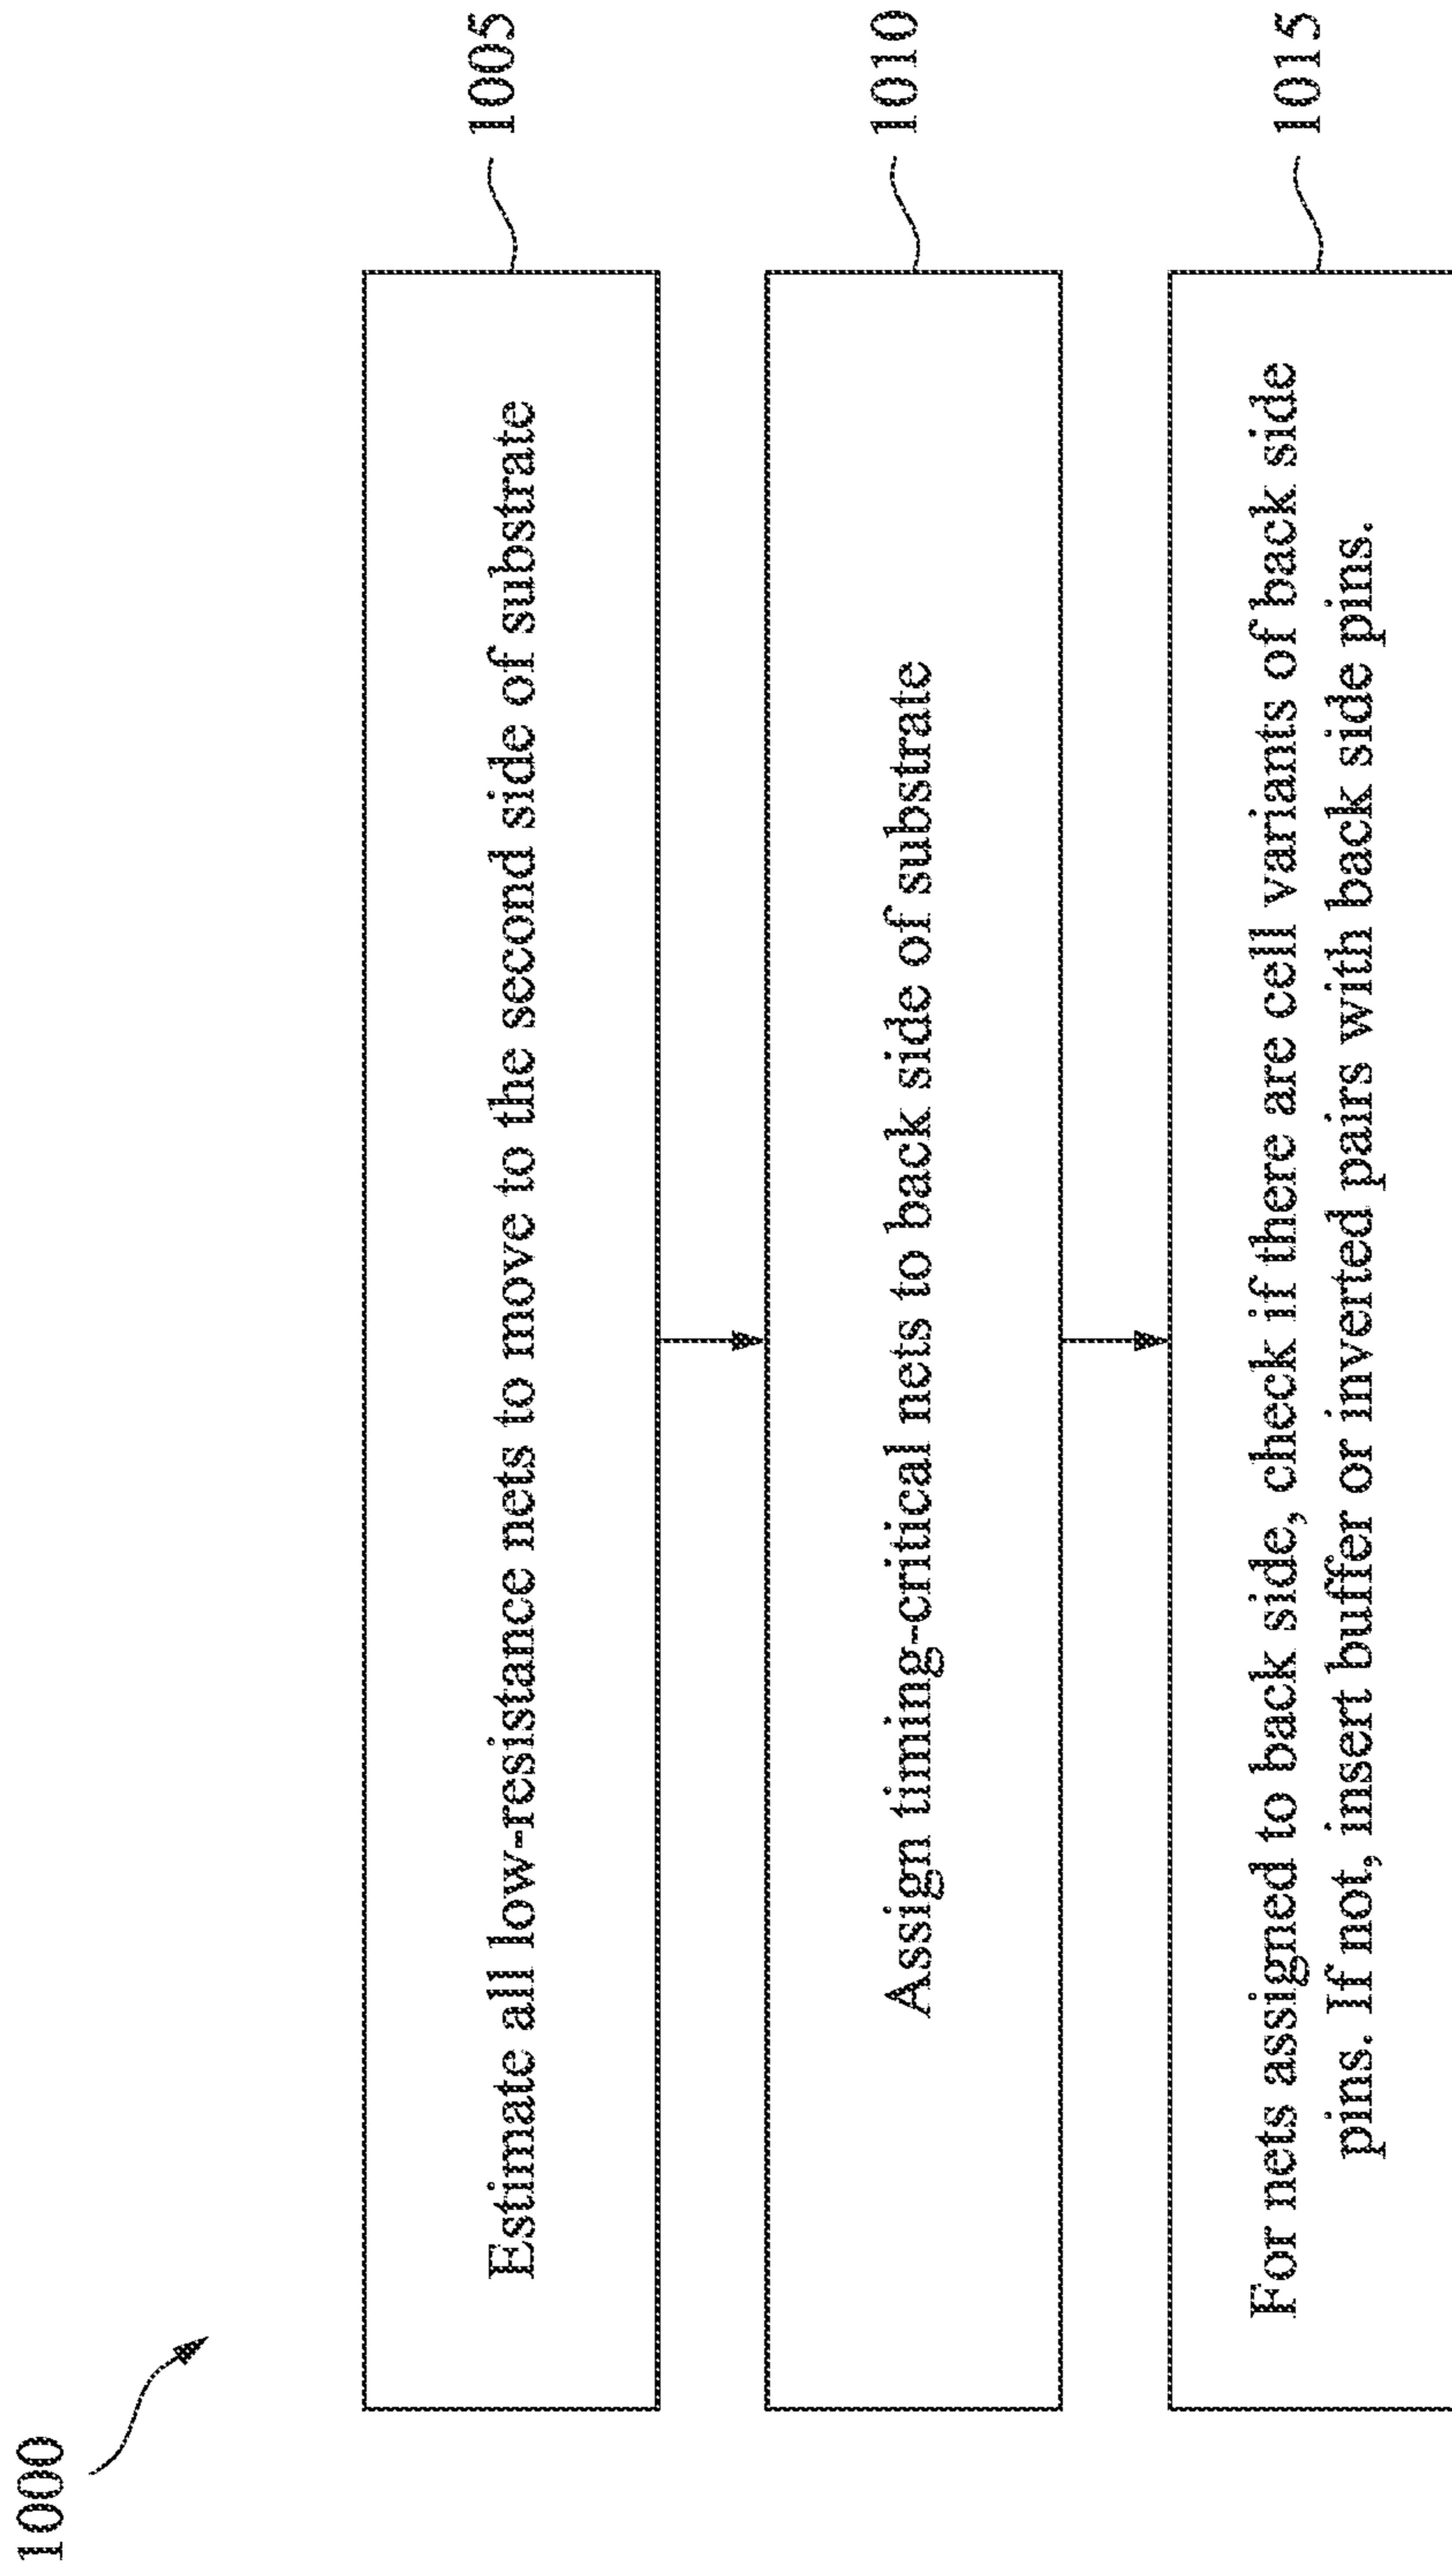 1000
Estimate all low-resistance nets to move to the second side of substrate
1005
Assign timing-critical nets to back side of substrate
1010
For nets assigned to back side, check if there are cell variants of back side
pins. If not, insert buffer or inverted pairs with back side pins.
1015